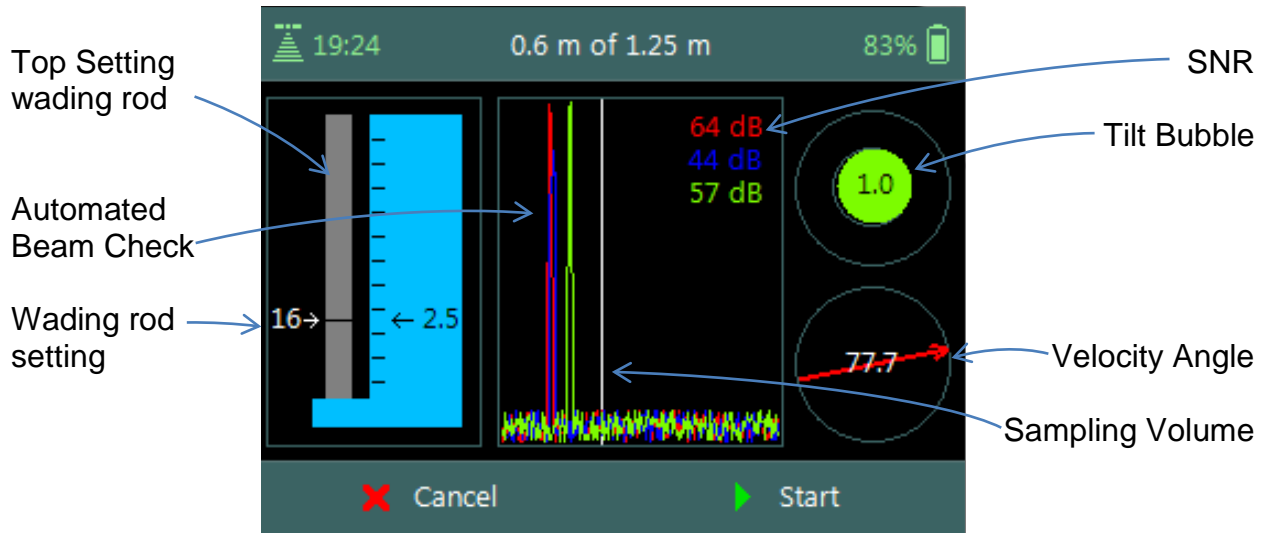 19:24 0.6 m of 1.25 m 83%
Top Setting
wading rod
SNR
Tilt Bubble
64 dB
44 dB
57 dB
1.0
Automated
Beam Check
Wading rod
setting
16→ ← 2.5
77.7
Velocity Angle
Sampling Volume
Cancel Start